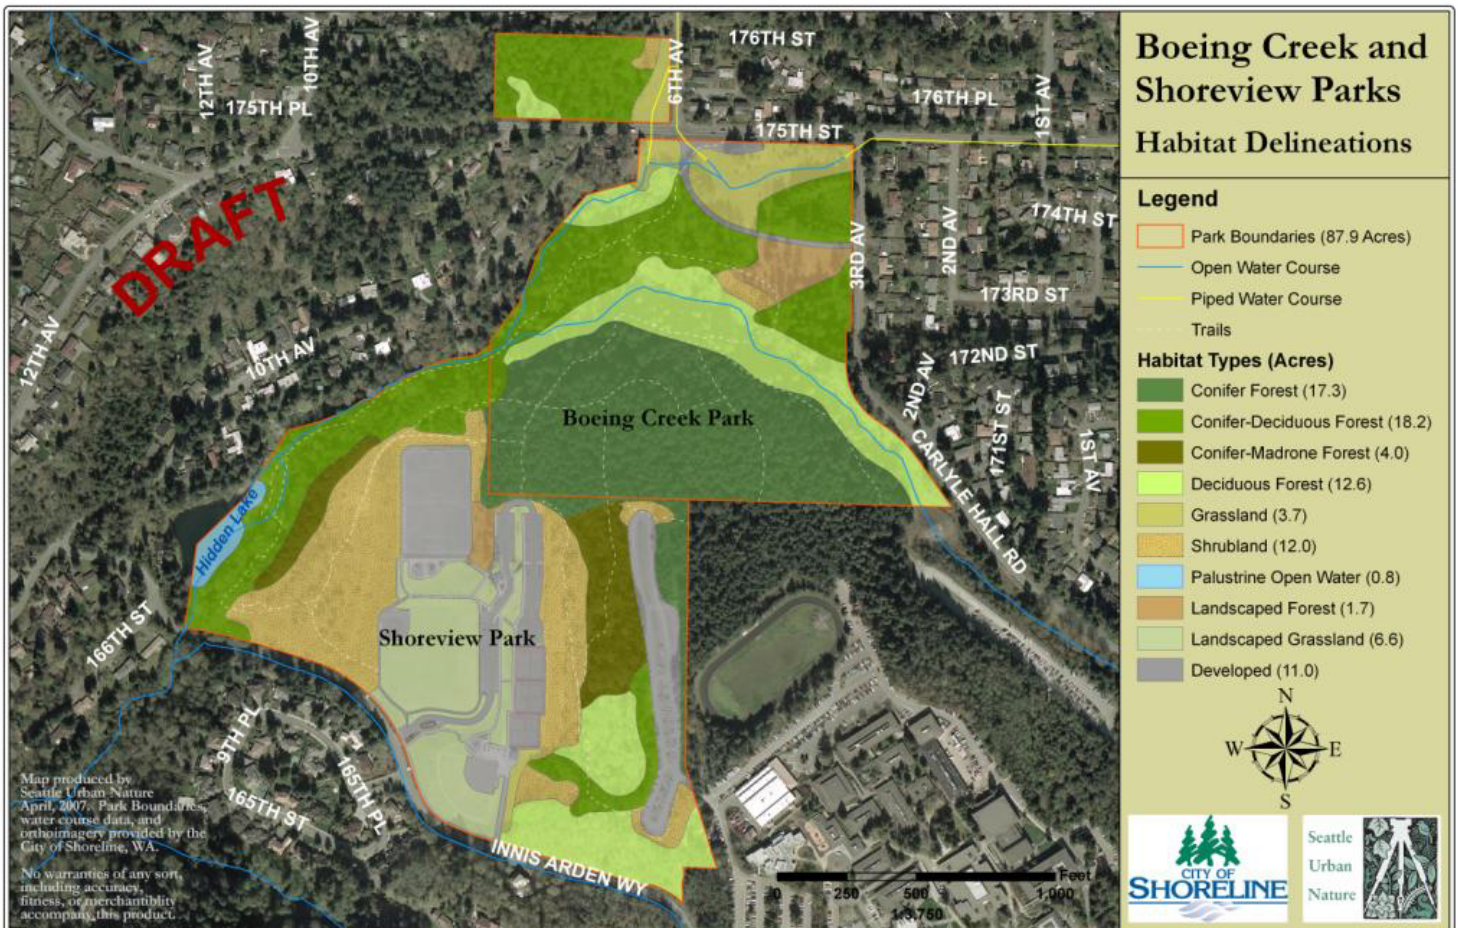 176TH ST
12TH AV
10TH AV
6TH AV
175TH PL
176TH PL
1ST AV
175TH ST
DRAFT
174TH ST
3RD AV
2ND AV
173RD ST
12TH AV
10TH AV
172ND ST
2ND AV
171ST ST
1ST AV
CARLYLE HALL RD
Boeing Creek Park
Hidden Lake
Shoreview Park
166TH ST
9TH PL
165TH PL
165TH ST
INNIS ARDEN WY
Map produced by
Seattle Urban Nature
April, 2007. Park Boundaries,
water course data, and
orthoimagery provided by the
City of Shoreline, WA.
No warranties of any sort,
including accuracy,
fitness, or merchantiblity
accompany this product.
Feet
0 250 500 1,000
1:3,750
Boeing Creek and
Shoreview Parks
Habitat Delineations
Legend
Park Boundaries (87.9 Acres)
Open Water Course
Piped Water Course
Trails
Habitat Types (Acres)
Conifer Forest (17.3)
Conifer-Deciduous Forest (18.2)
Conifer-Madrone Forest (4.0)
Deciduous Forest (12.6)
Grassland (3.7)
Shrubland (12.0)
Palustrine Open Water (0.8)
Landscaped Forest (1.7)
Landscaped Grassland (6.6)
Developed (11.0)
N
W E
S
CITY OF
SHORELINE
Seattle
Urban
Nature